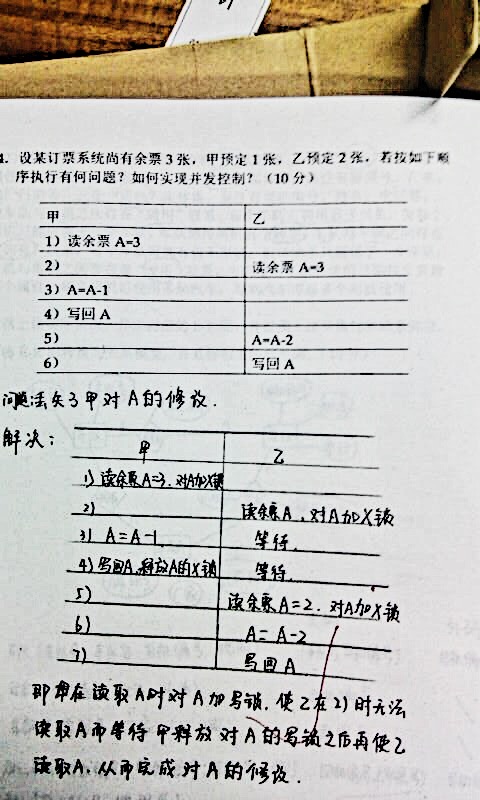 4. 设某订票系统尚有余票3张，甲预定1张，乙预定2张，若按如下顺
序执行有何问题？如何实现并发控制？（10分）
甲 乙
1）读余票 A=3
2） 读余票 A=3
3）A=A-1
4）写回 A
5） A=A-2
6） 写回 A
问题:丢失了甲对A的修改.
解决:
甲 乙
1) 读余票A=3. 对A加X锁
2) 读余票A, 对A加X锁
3) A=A-1. 等待.
4) 写回A, 释放A的X锁 等待.
5) 读余票A=2. 对A加X锁
6) A=A-2
7) 写回A
即 在读取A时对A加写锁, 使乙在2)时无法
读取A而等待甲释放对A的写锁之后再使乙
读取A, 从而完成对A的修改.